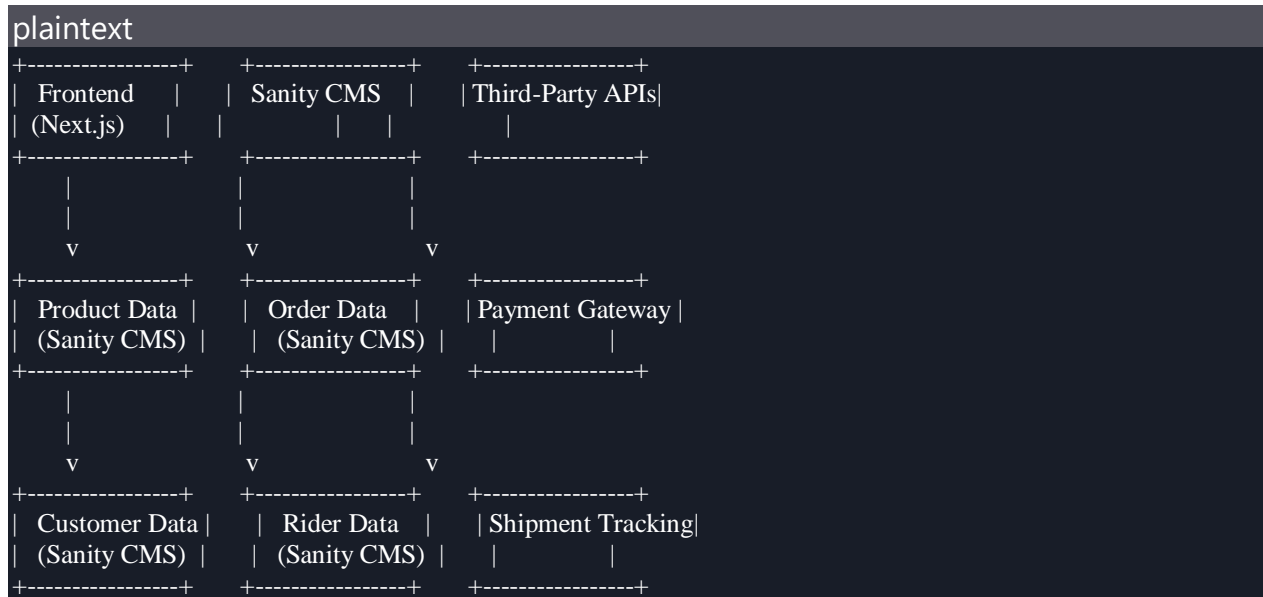 plaintext
+-----------------+ +-----------------+ +-----------------+
| Frontend | | Sanity CMS | | Third-Party APIs|
| (Next.js) | | | | |
+-----------------+ +-----------------+ +-----------------+
| | |
| | |
v v v
+-----------------+ +-----------------+ +-----------------+
| Product Data | | Order Data | | Payment Gateway |
| (Sanity CMS) | | (Sanity CMS) | | |
+-----------------+ +-----------------+ +-----------------+
| | |
| | |
v v v
+-----------------+ +-----------------+ +-----------------+
| Customer Data | | Rider Data | | Shipment Tracking|
| (Sanity CMS) | | (Sanity CMS) | | |
+-----------------+ +-----------------+ +-----------------+